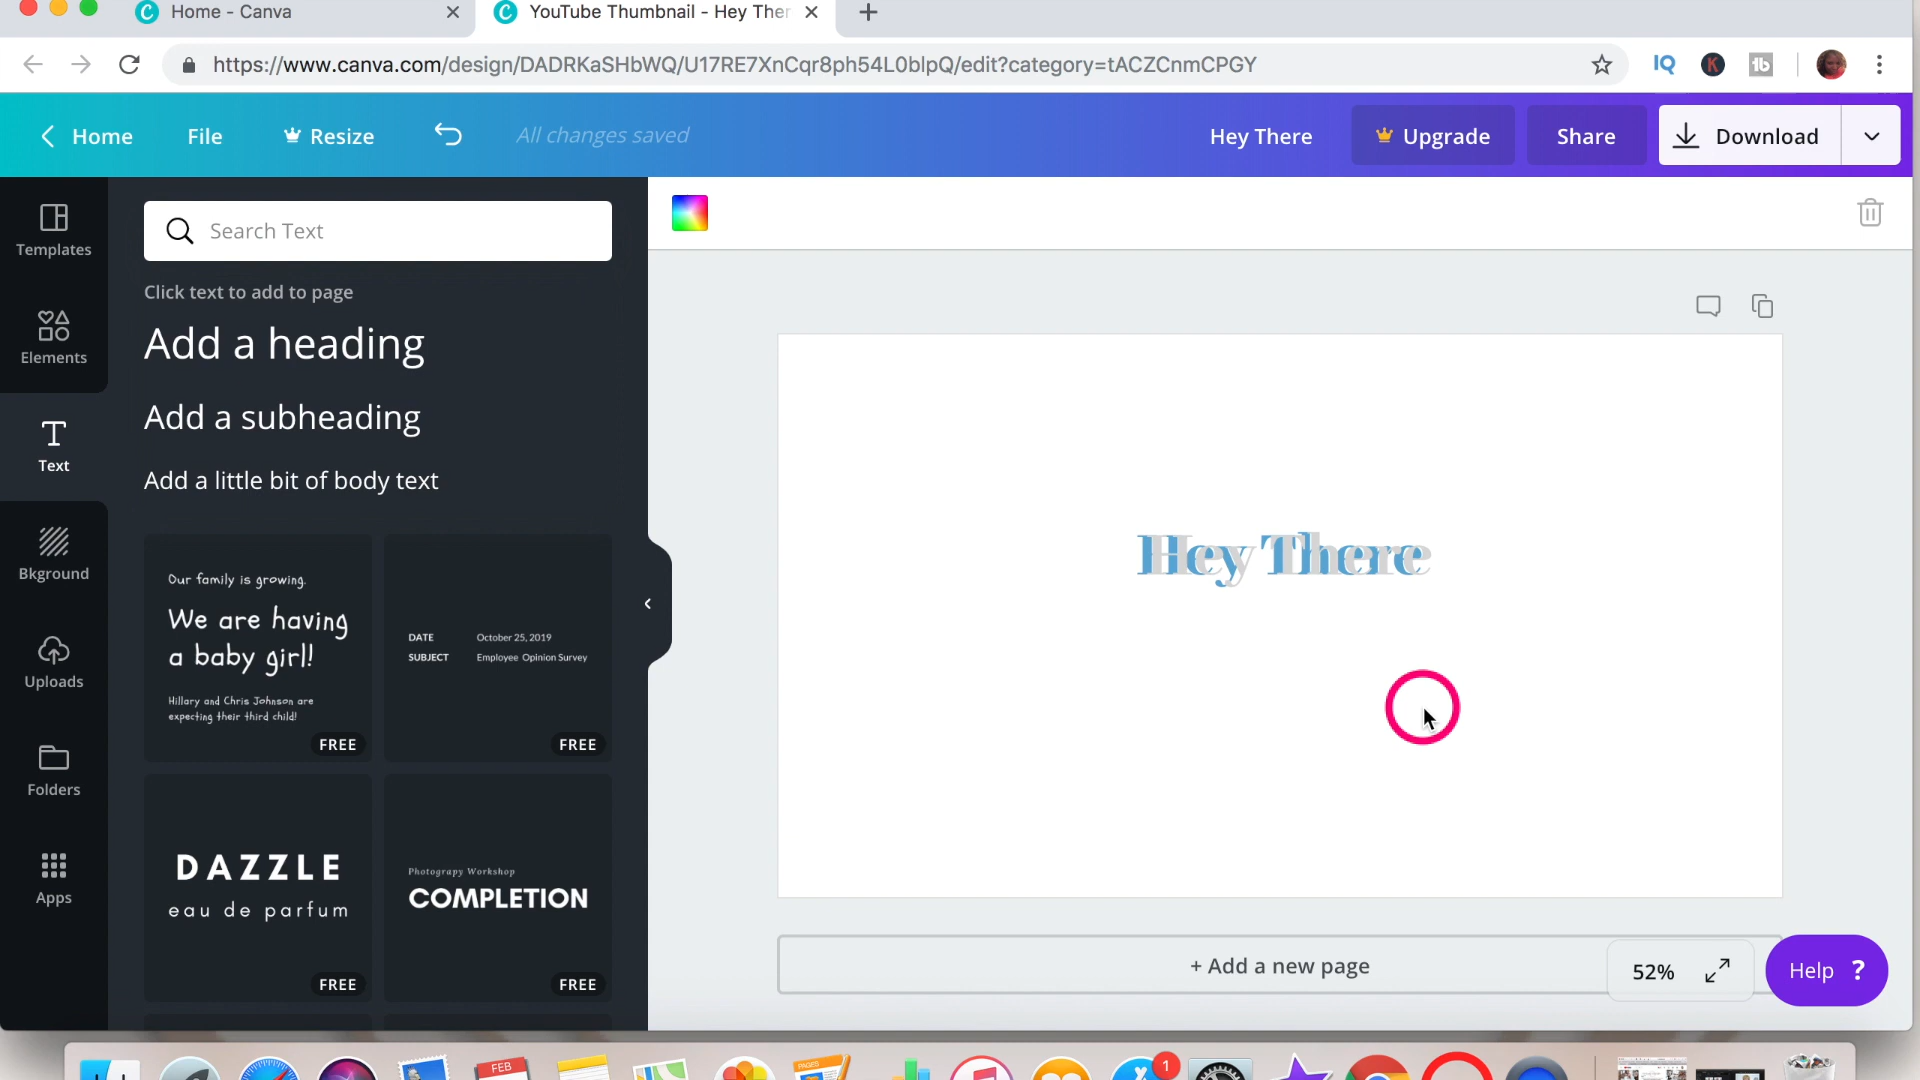 Home - Canva
YouTube Thumbnail - Hey Ther
https://www.canva.com/design/DADRKaSHbWQ/U17RE7XnCqr8ph54L0blpQ/edit?category=tACZCnmCPGY
IQ
K
tb
Home
File
Resize
All changes saved
Hey There
Upgrade
Share
Download
Templates
Elements
Text
Bkground
Uploads
Folders
Apps
Search Text
Click text to add to page
Add a heading
Add a subheading
Add a little bit of body text
Our family is growing.
We are having
a baby girl!
Hillary and Chris Johnson are
expecting their third child!
FREE
DATE October 25, 2019
SUBJECT Employee Opinion Survey
FREE
DAZZLE
eau de parfum
FREE
Photograpy Workshop
COMPLETION
FREE
Hey There
+ Add a new page
52%
Help ?
FEB
1